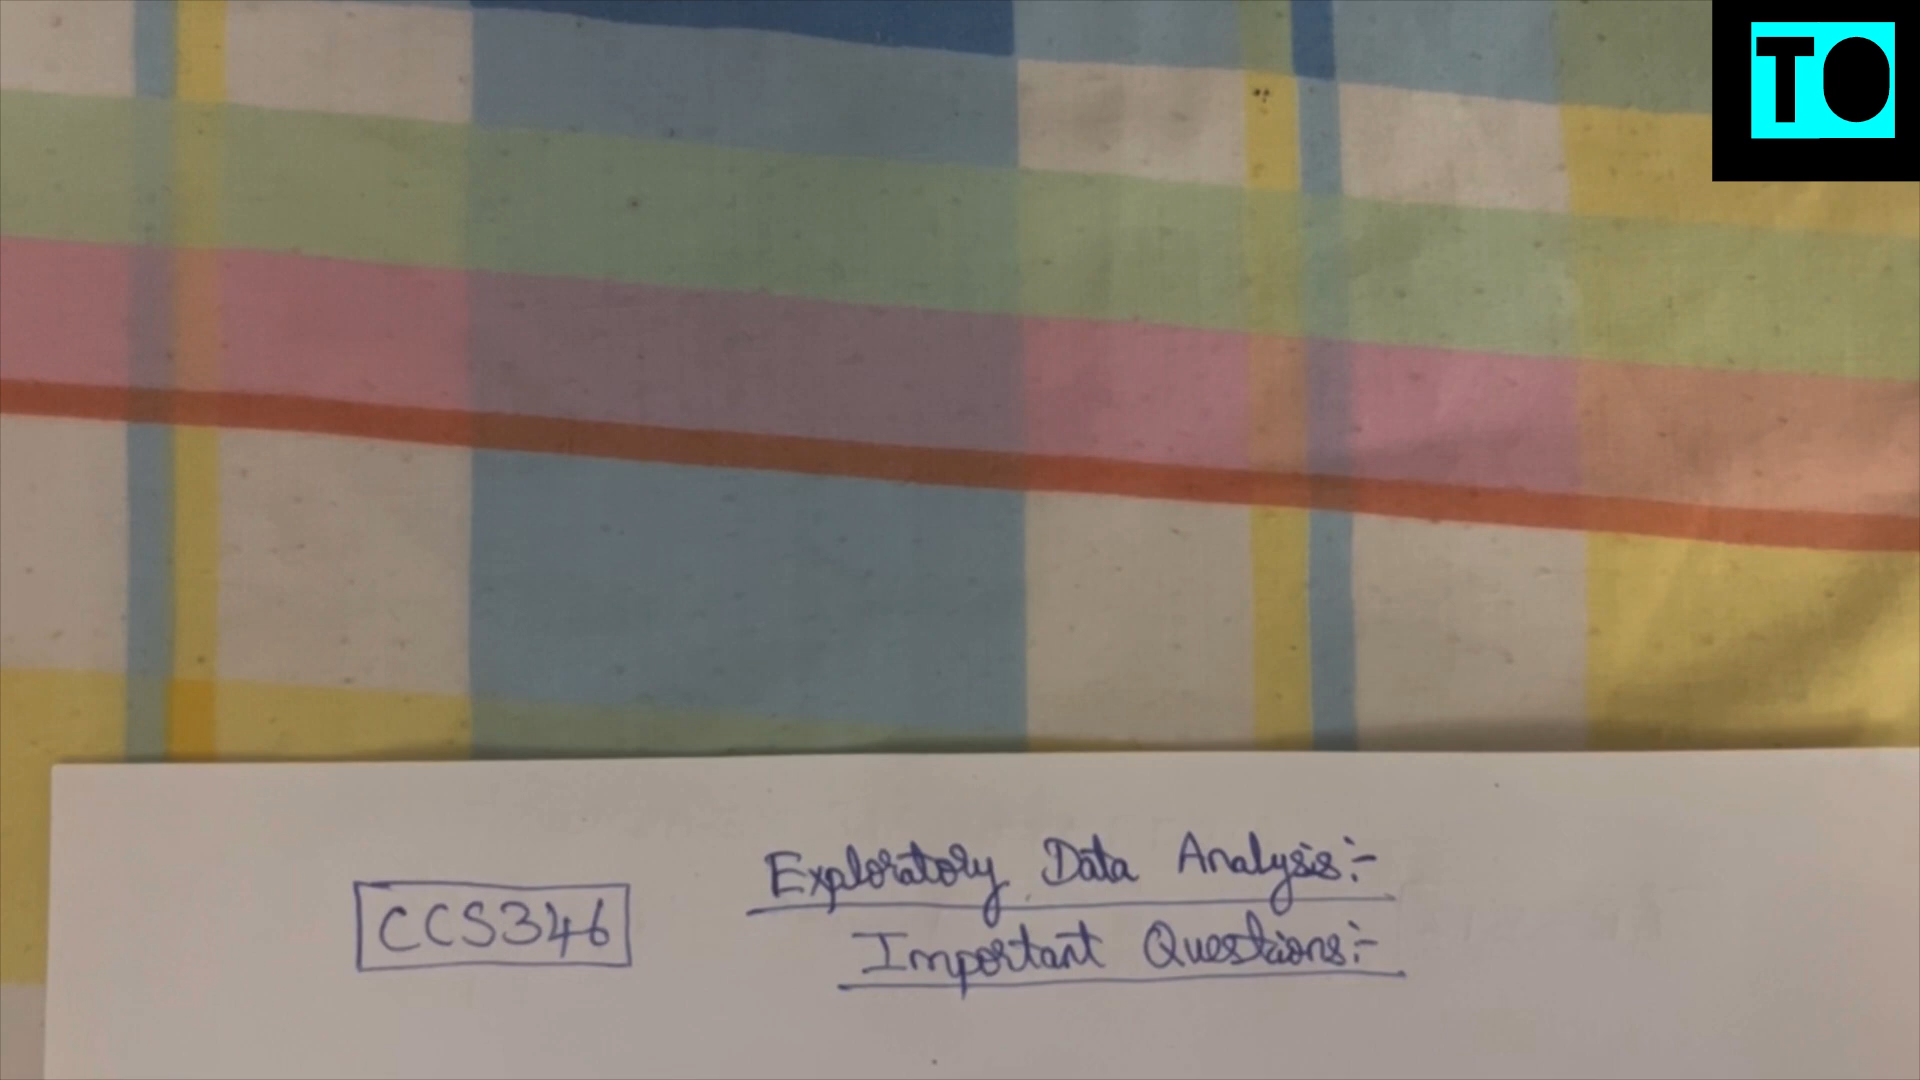 TO
Exploratory Data Analysis:-
CCS346
Important Questions:-